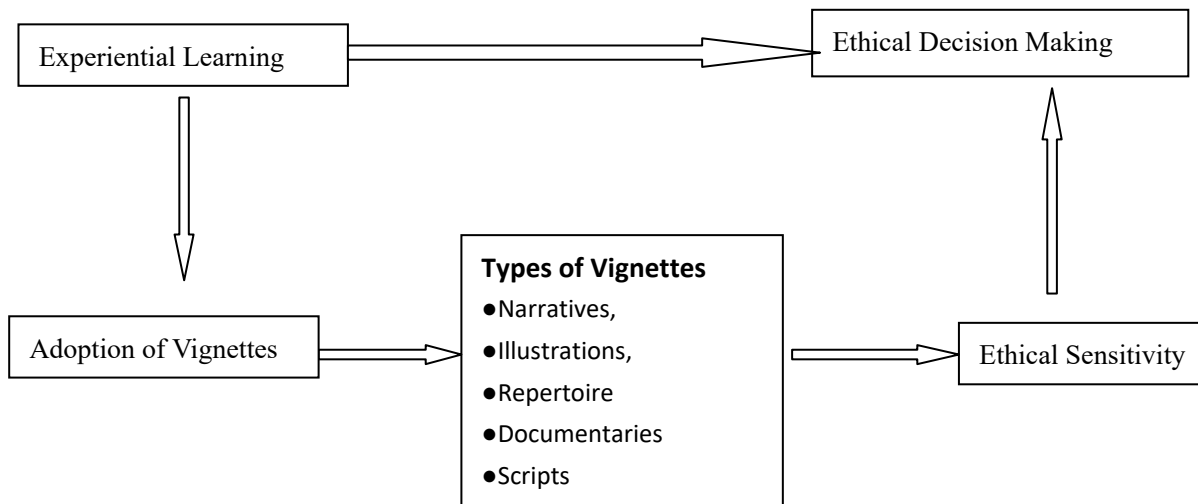 Experiential Learning
Ethical Decision Making
Adoption of Vignettes
Types of Vignettes
●Narratives,
●Illustrations,
●Repertoire
●Documentaries
●Scripts
Ethical Sensitivity